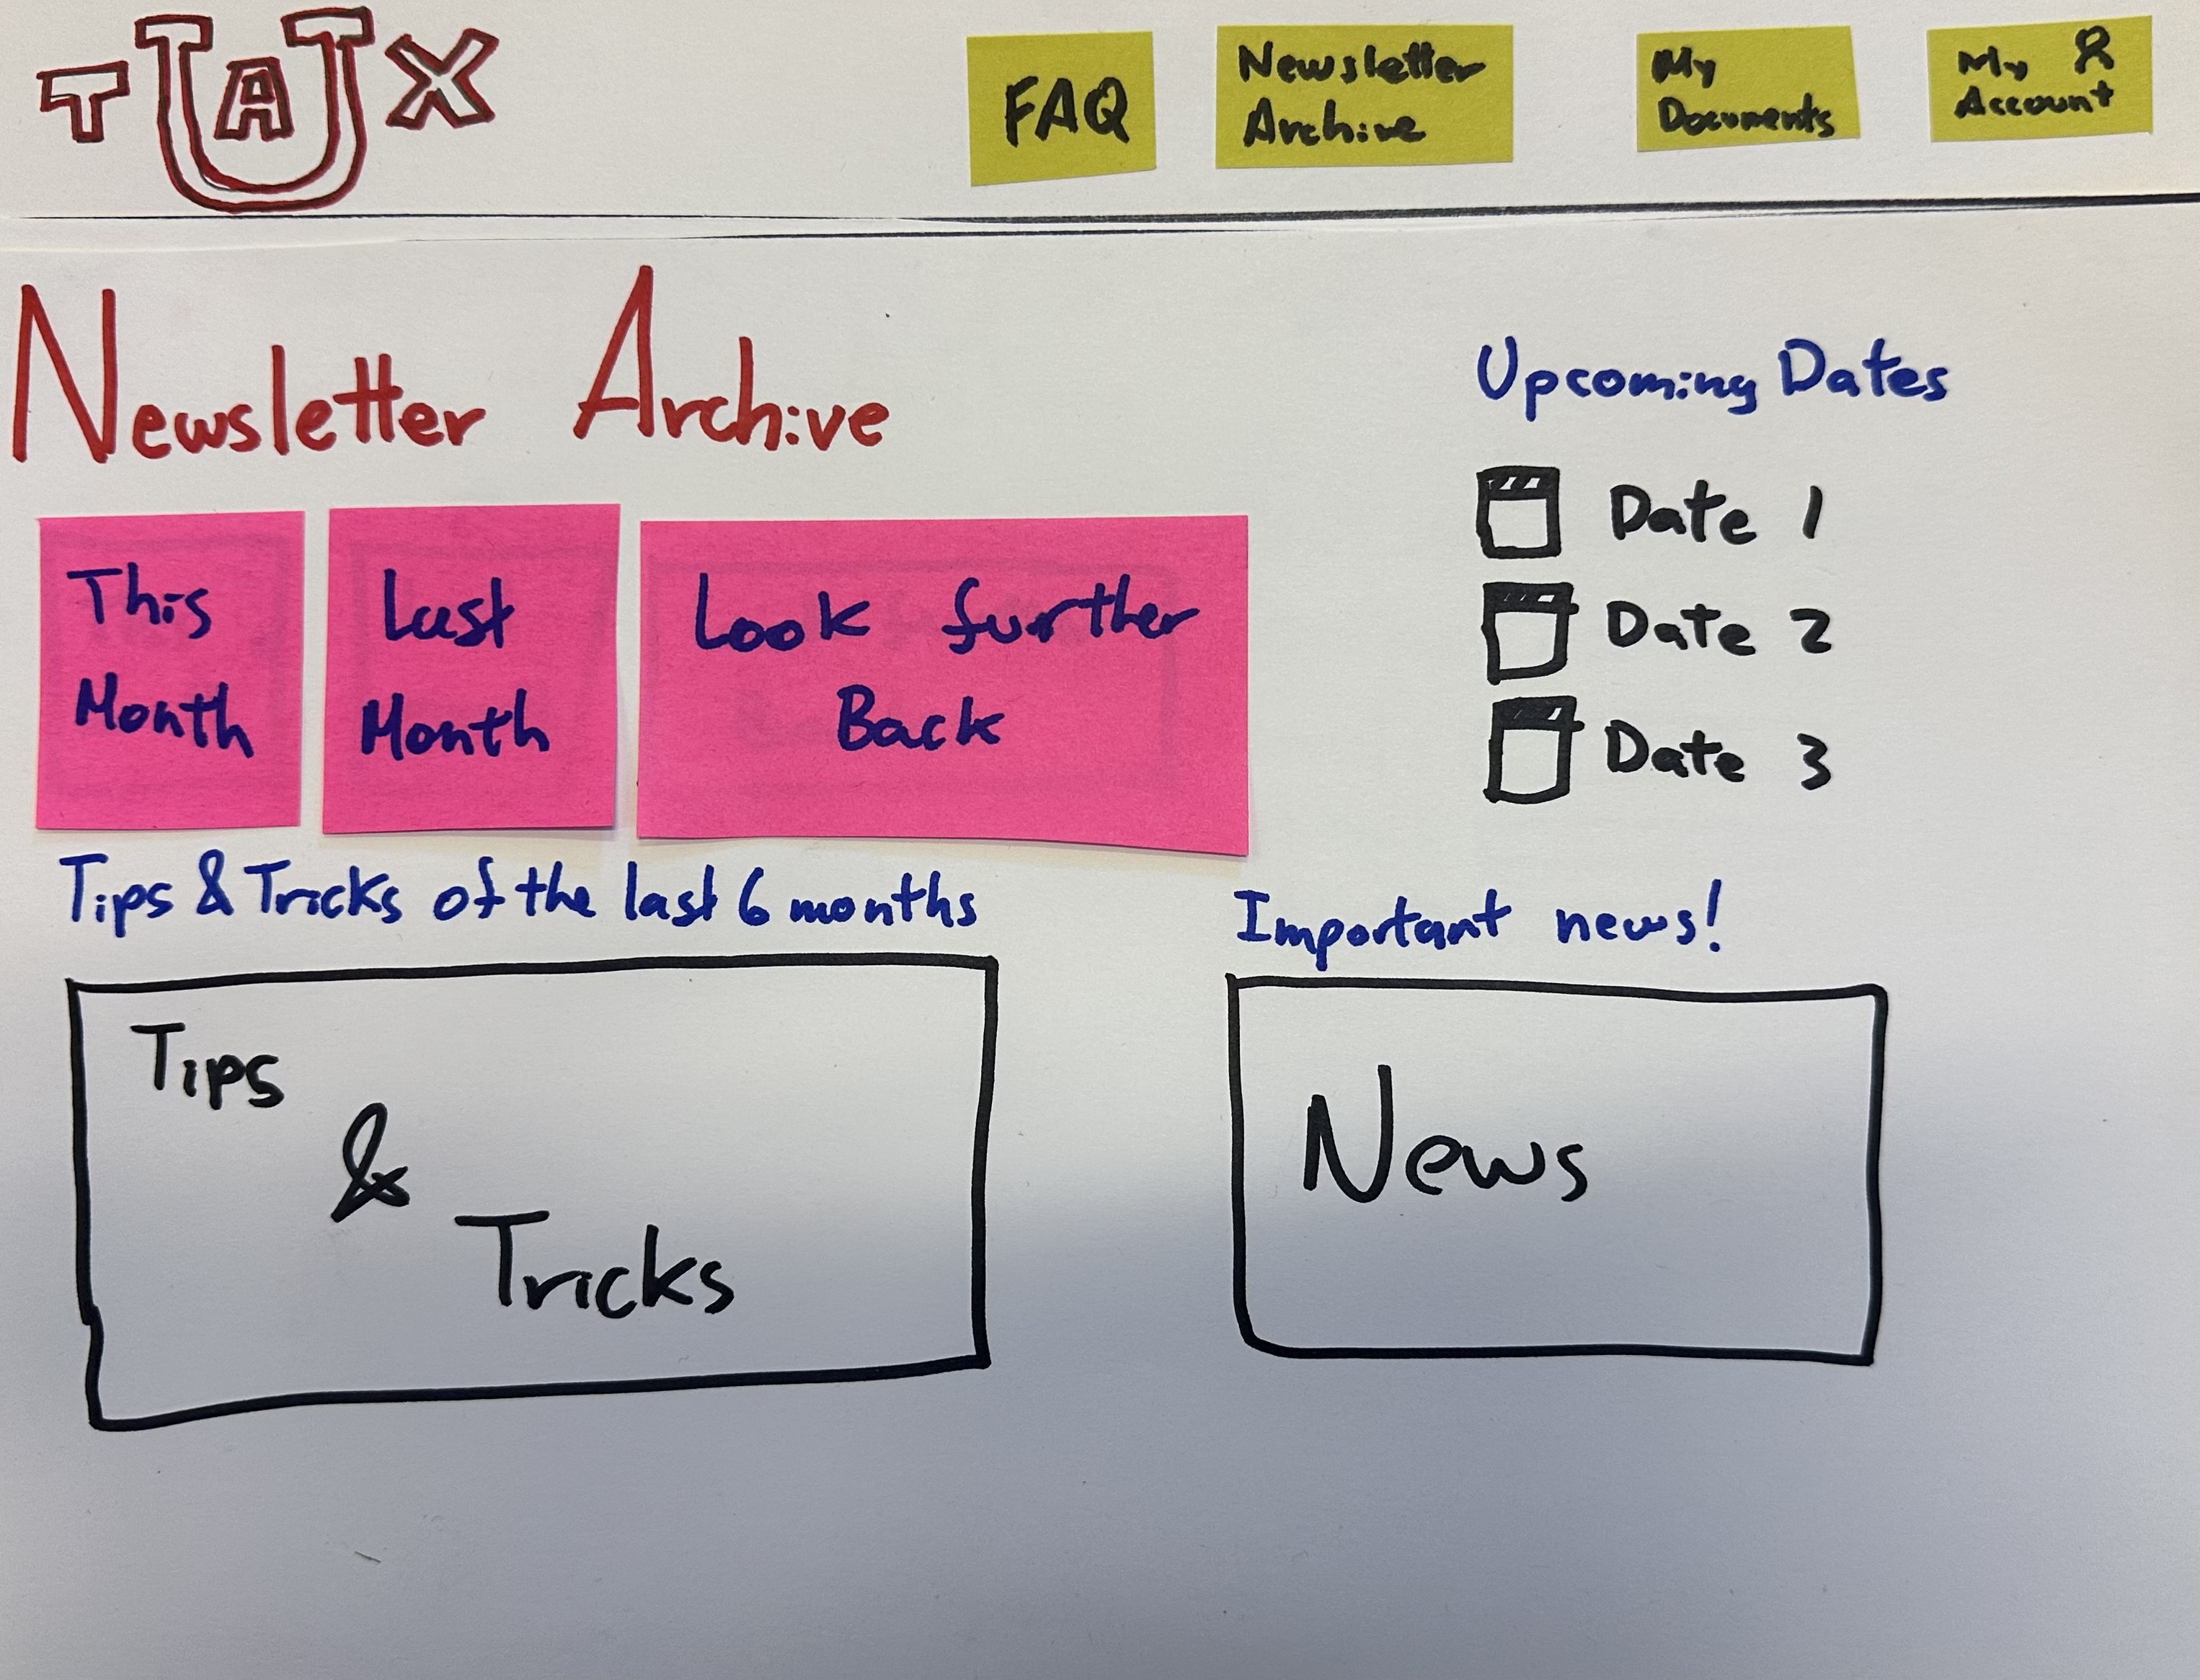 TUAX
FAQ
Newsletter
Archive
My
Documents
My
Account
Newsletter Archive
This
Month
Last
Month
Look further
Back
Upcoming Dates
Date 1
Date 2
Date 3
Tips & Tricks of the last 6 months
Tips
&
Tricks
Important news!
News